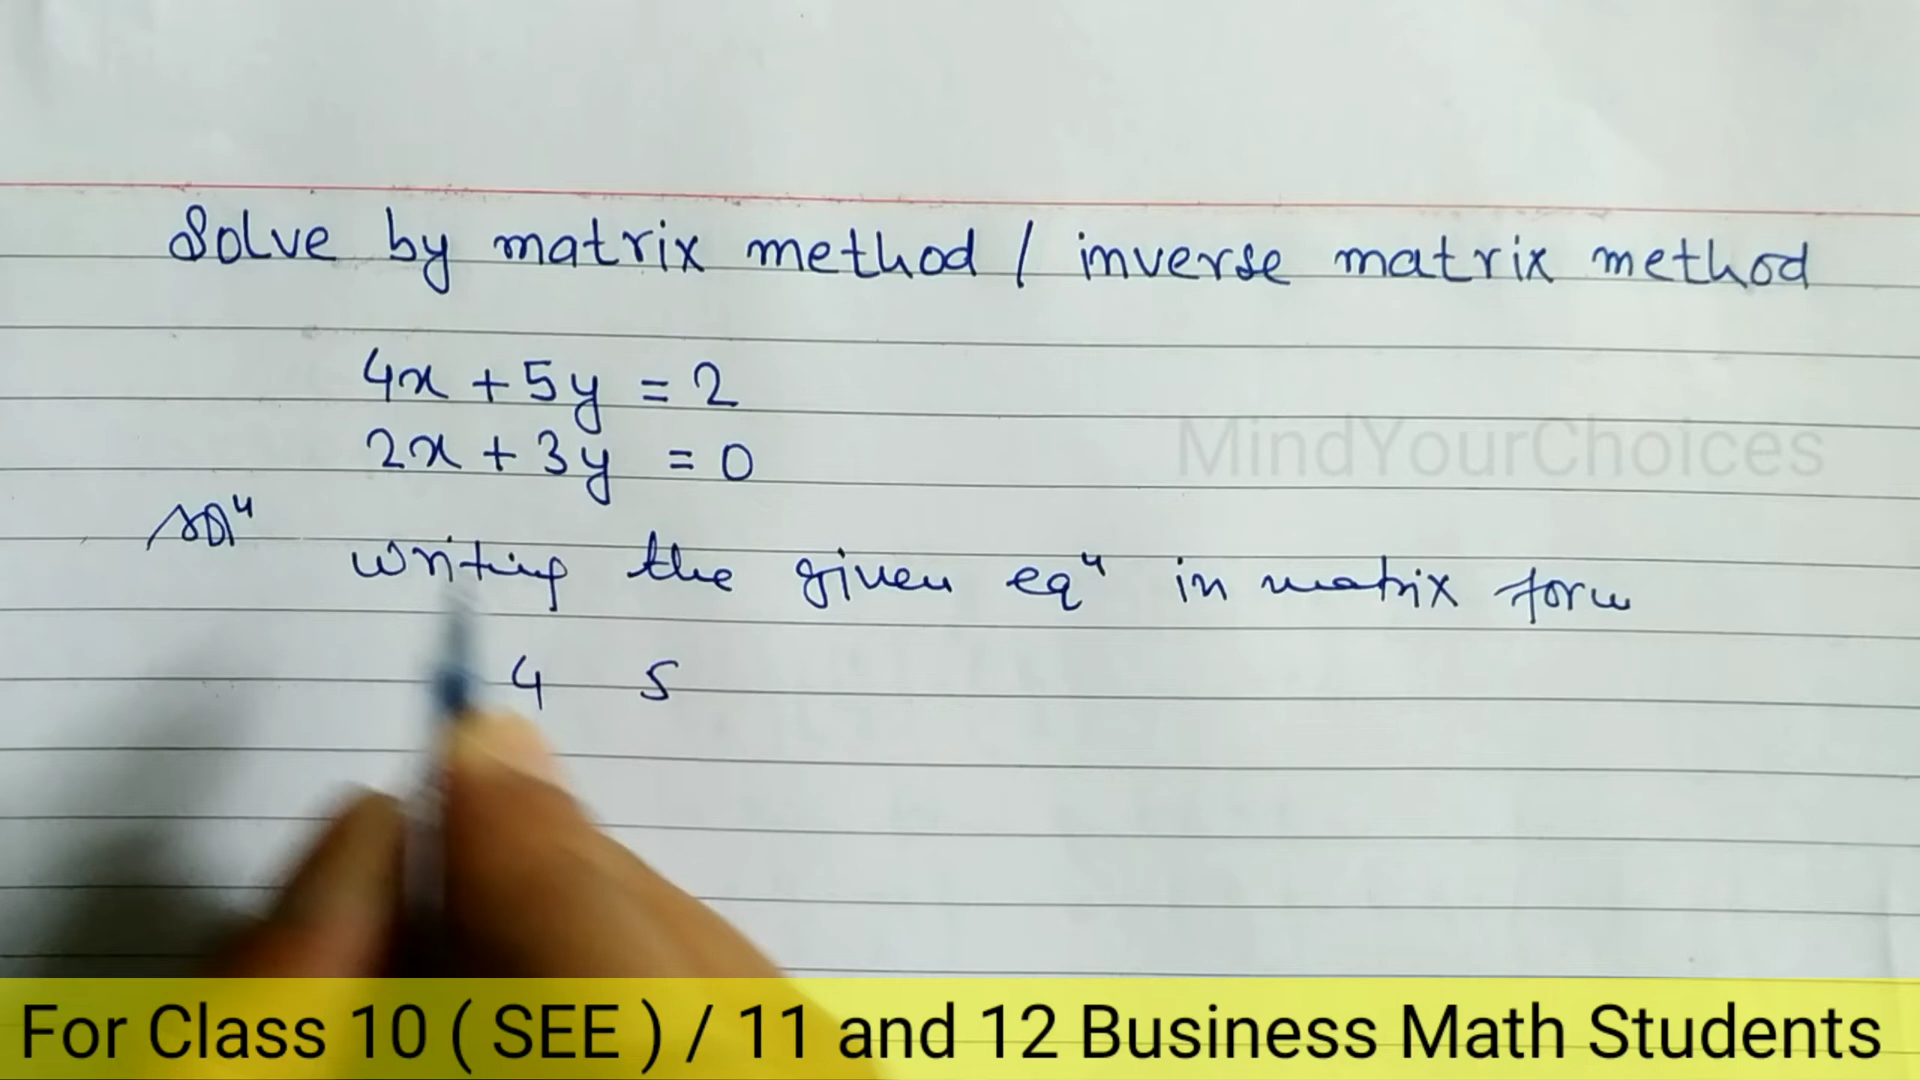 Solve by matrix method / inverse matrix method
4x + 5y = 2
2x + 3y = 0
MindYourChoices
solⁿ
writing the given eqⁿ in matrix form
4 5
For Class 10 ( SEE ) / 11 and 12 Business Math Students